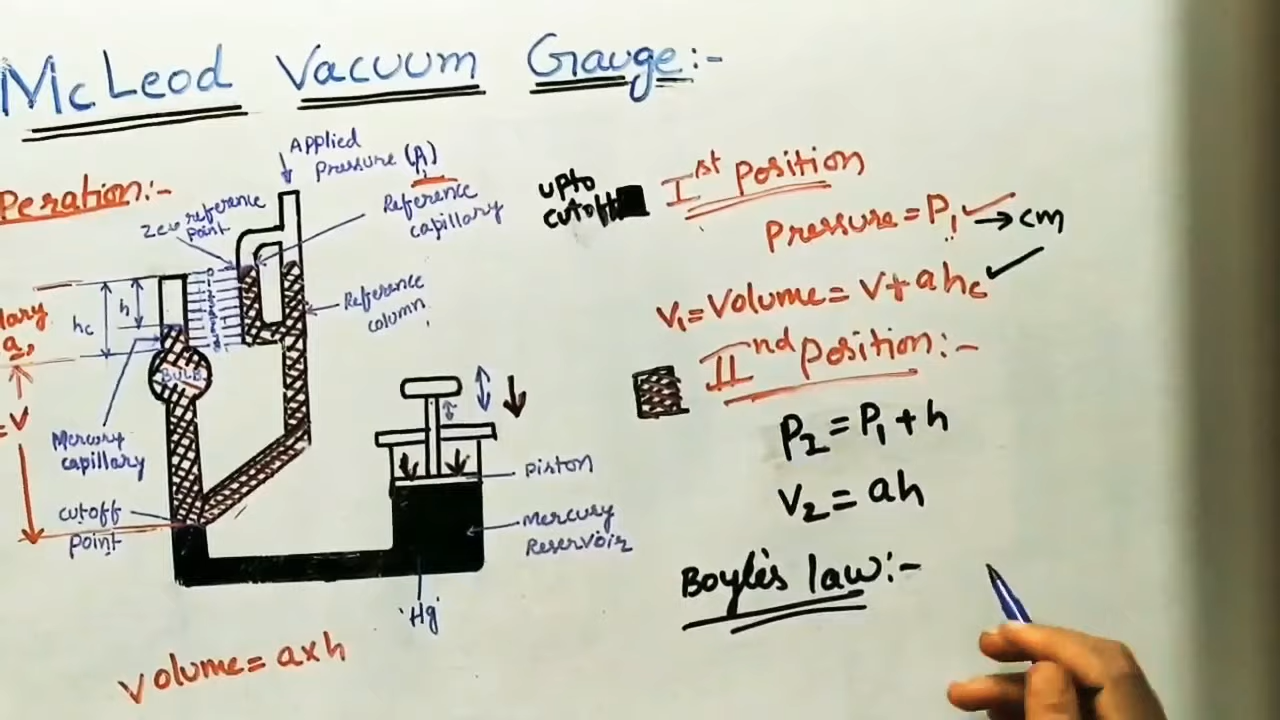 McLeod Vacuum Gauge:-
Applied
Pressure (P₁)
Peration:-
Zero reference
point
Reference
capillary
upto
cutoff
Iˢᵗ position
Pressure = P₁ → cm
V₁ = Volume = V + ahc
Reference
column
h
hc
lary
a,
BULB
= V
IIⁿᵈ position:-
P₂ = P₁ + h
V₂ = ah
Mercury
capillary
Piston
cutoff
point
Mercury
Reservoir
'Hg'
Boyle's law:-
Volume = a x h